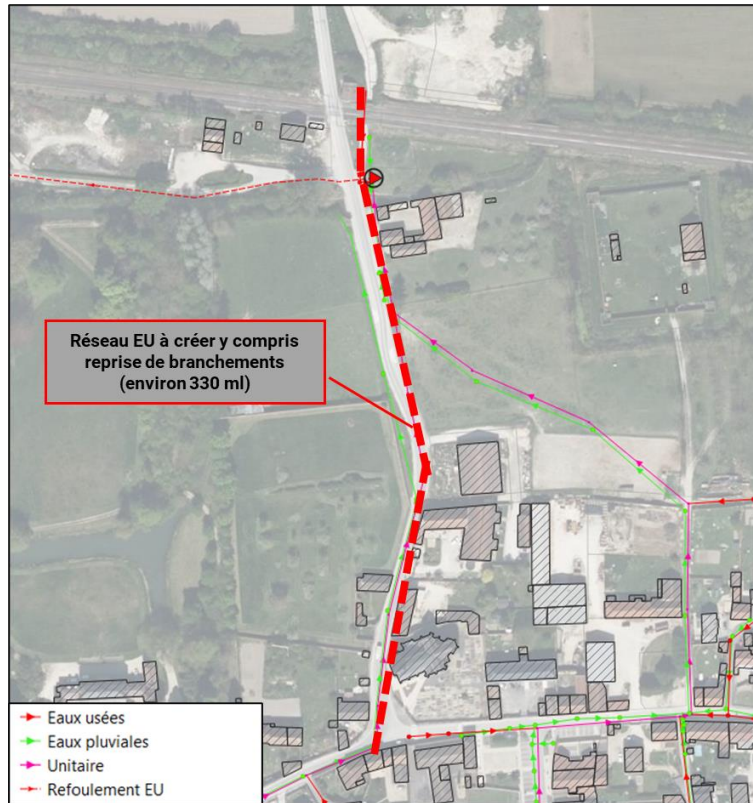 Réseau EU à créer y compris
reprise de branchements
(environ 330 ml)
Eaux usées
Eaux pluviales
Unitaire
Refoulement EU